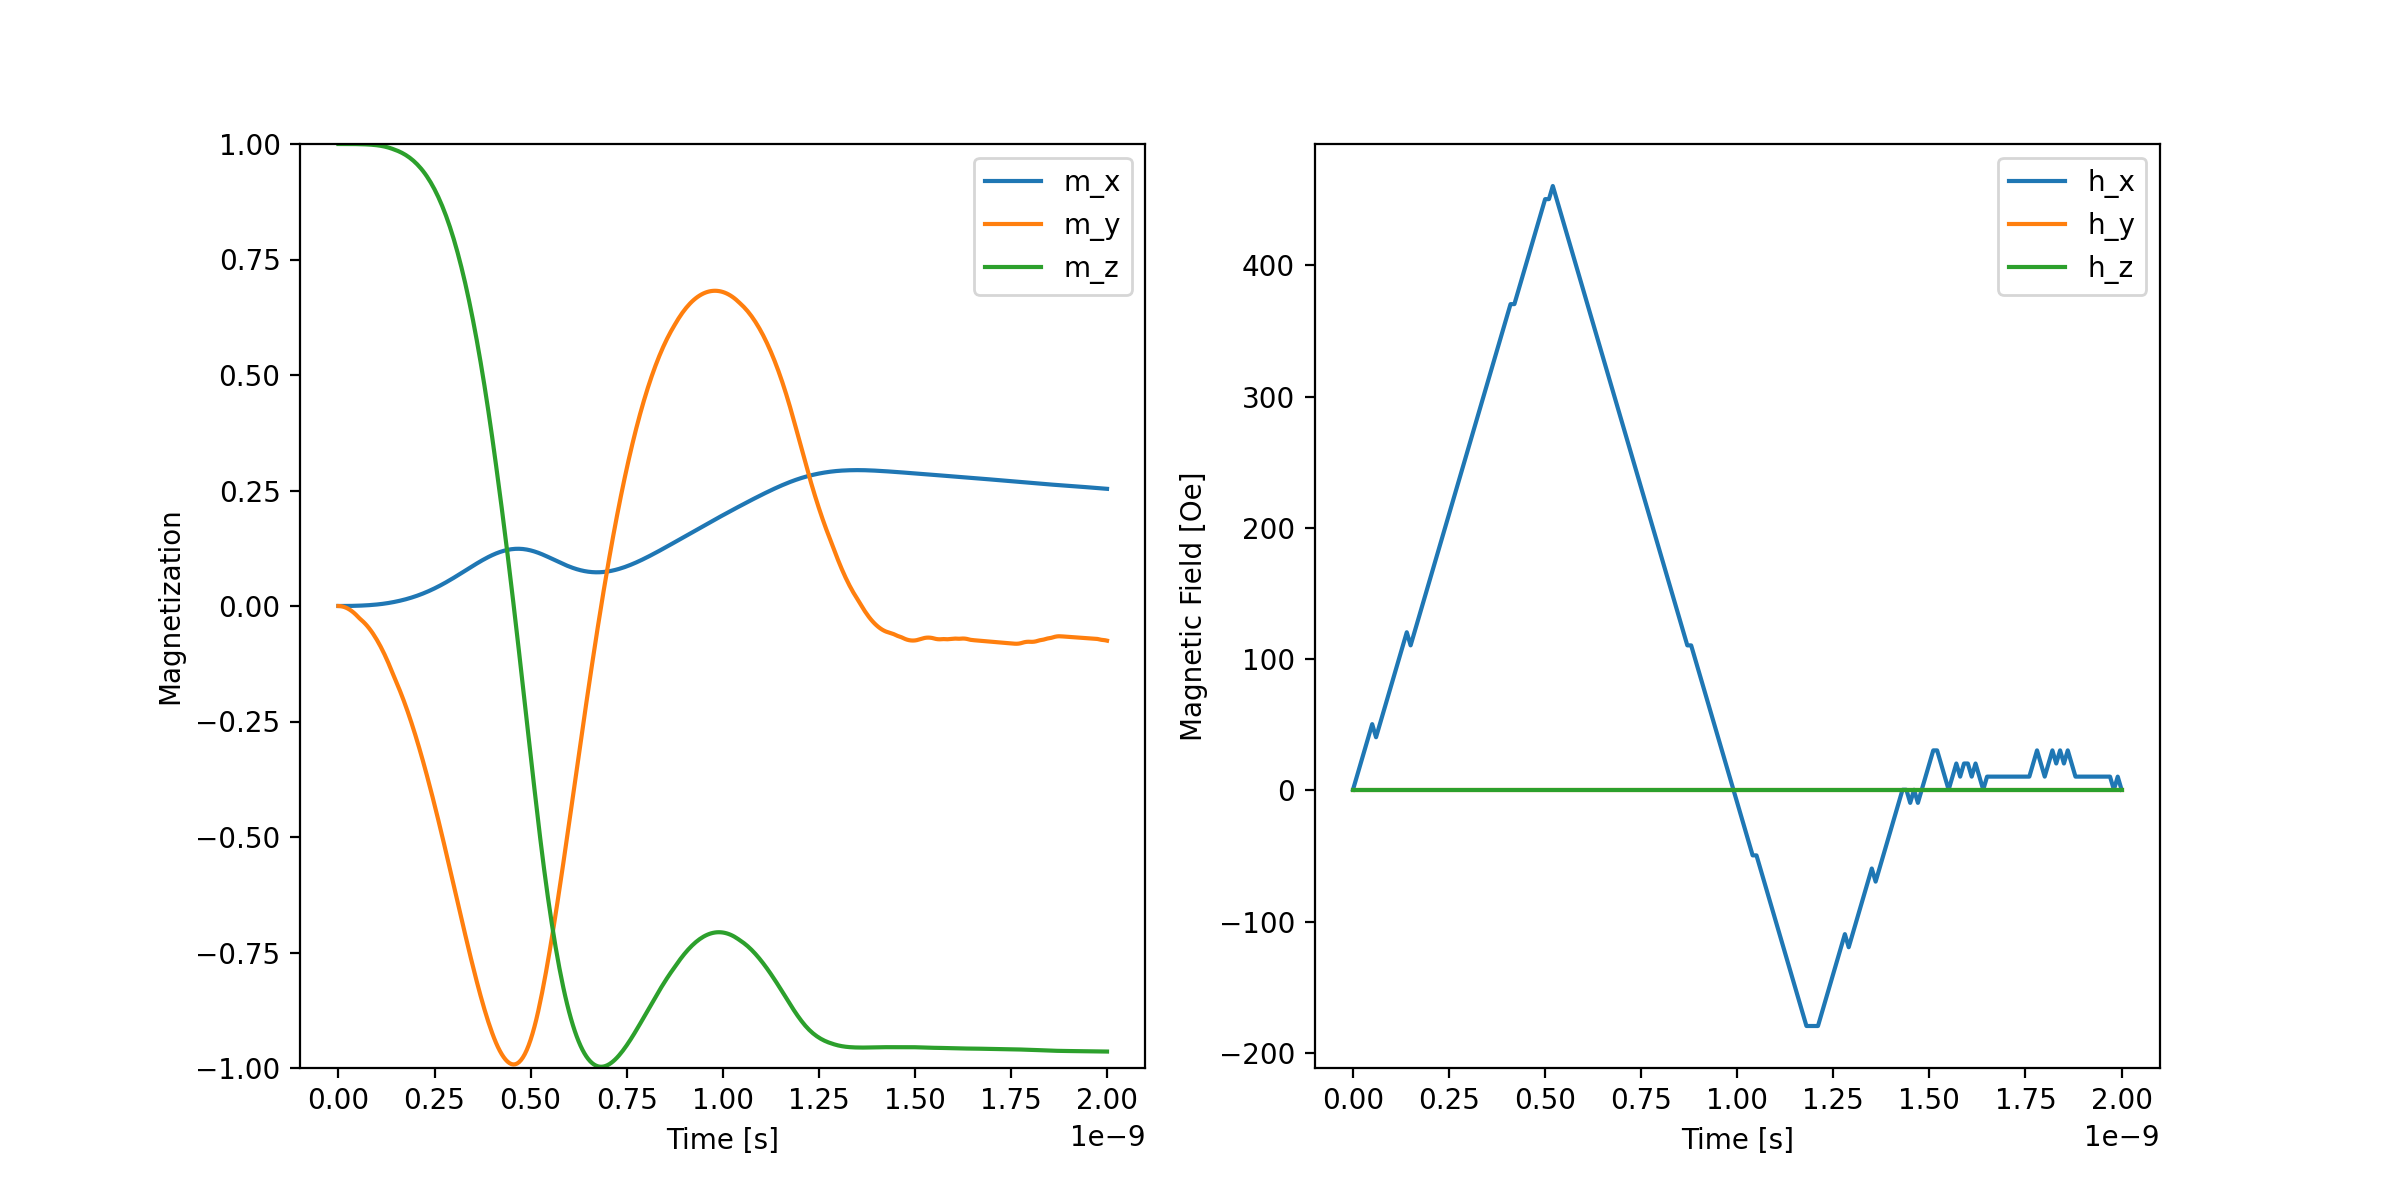 1.00
0.75
0.50
0.25
0.00
−0.25
−0.50
−0.75
−1.00
Magnetization
m_x
m_y
m_z
0.00 0.25 0.50 0.75 1.00 1.25 1.50 1.75 2.00
Time [s]
1e−9
400
300
200
100
0
−100
−200
Magnetic Field [Oe]
h_x
h_y
h_z
0.00 0.25 0.50 0.75 1.00 1.25 1.50 1.75 2.00
Time [s]
1e−9